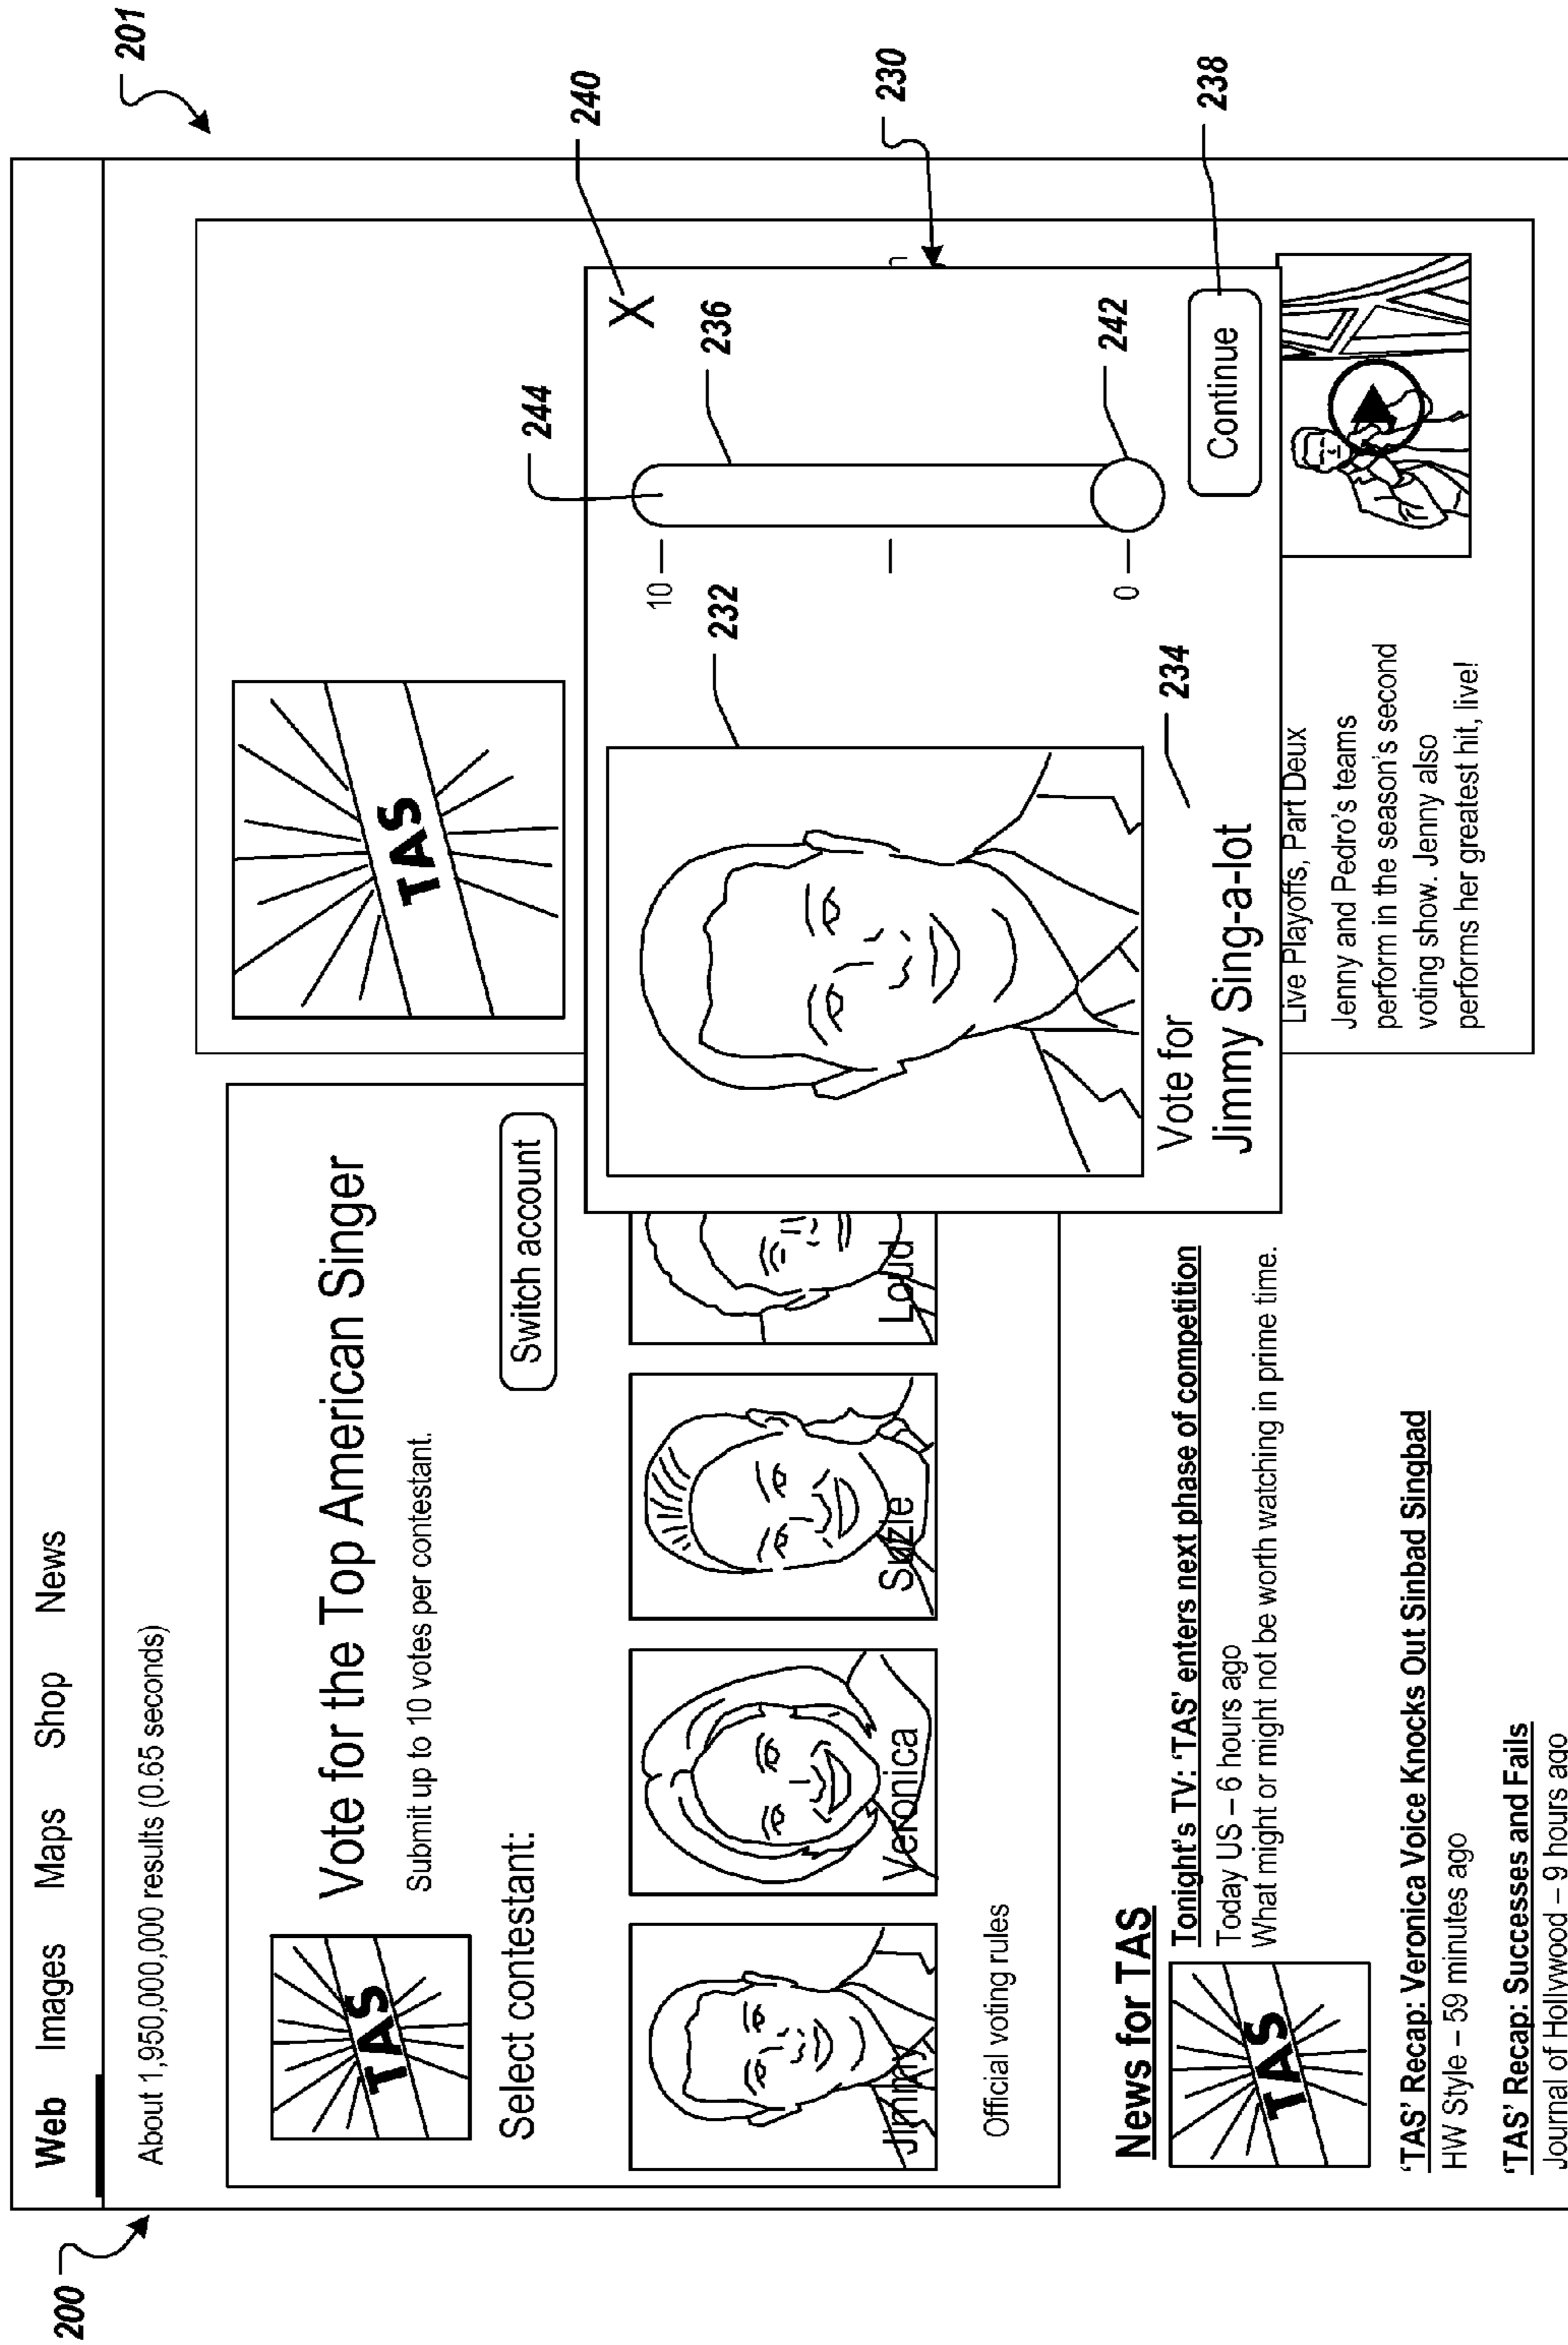 200
201
Web Images Maps Shop News
About 1,950,000,000 results (0.65 seconds)
TAS
Vote for the Top American Singer
Submit up to 10 votes per contestant.
Select contestant:
Switch account
Jimmy
Veronica
Suzie
Loud
Official voting rules
TAS
240
X
244
236
230
232
10
0
242
234
Vote for
Jimmy Sing-a-lot
Continue
238
Live Playoffs, Part Deux
Jenny and Pedro's teams
perform in the season's second
voting show. Jenny also
performs her greatest hit, live!
News for TAS
TAS
Tonight's TV: ‘TAS’ enters next phase of competition
Today US – 6 hours ago
What might or might not be worth watching in prime time.
‘TAS’ Recap: Veronica Voice Knocks Out Sinbad Singbad
HW Style – 59 minutes ago
‘TAS’ Recap: Successes and Fails
Journal of Hollywood – 9 hours ago